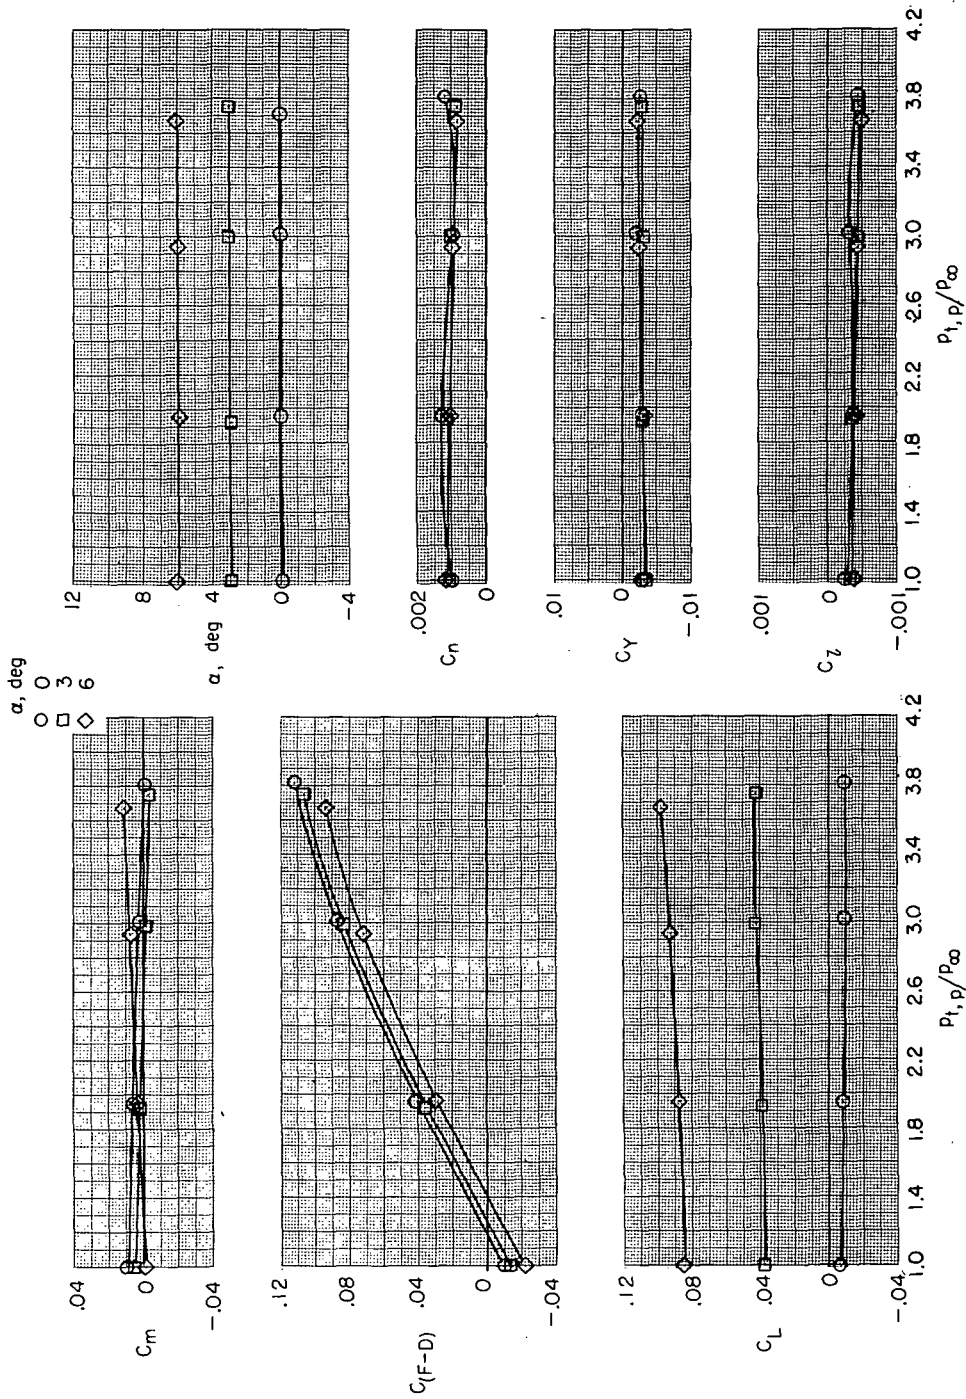 α, deg
○ 0
□ 3
◇ 6
.04
0
-.04
C_m
.12
.08
.04
0
-.04
C_(F-D)
.12
.08
.04
0
-.04
C_L
1.0 1.4 1.8 2.2 2.6 3.0 3.4 3.8 4.2
p_t,p/p_∞
12
8
4
0
-4
α, deg
.002
0
C_n
.01
0
-.01
C_Y
.001
0
-.001
C_l
1.0 1.4 1.8 2.2 2.6 3.0 3.4 3.8 4.2
p_t,p/p_∞